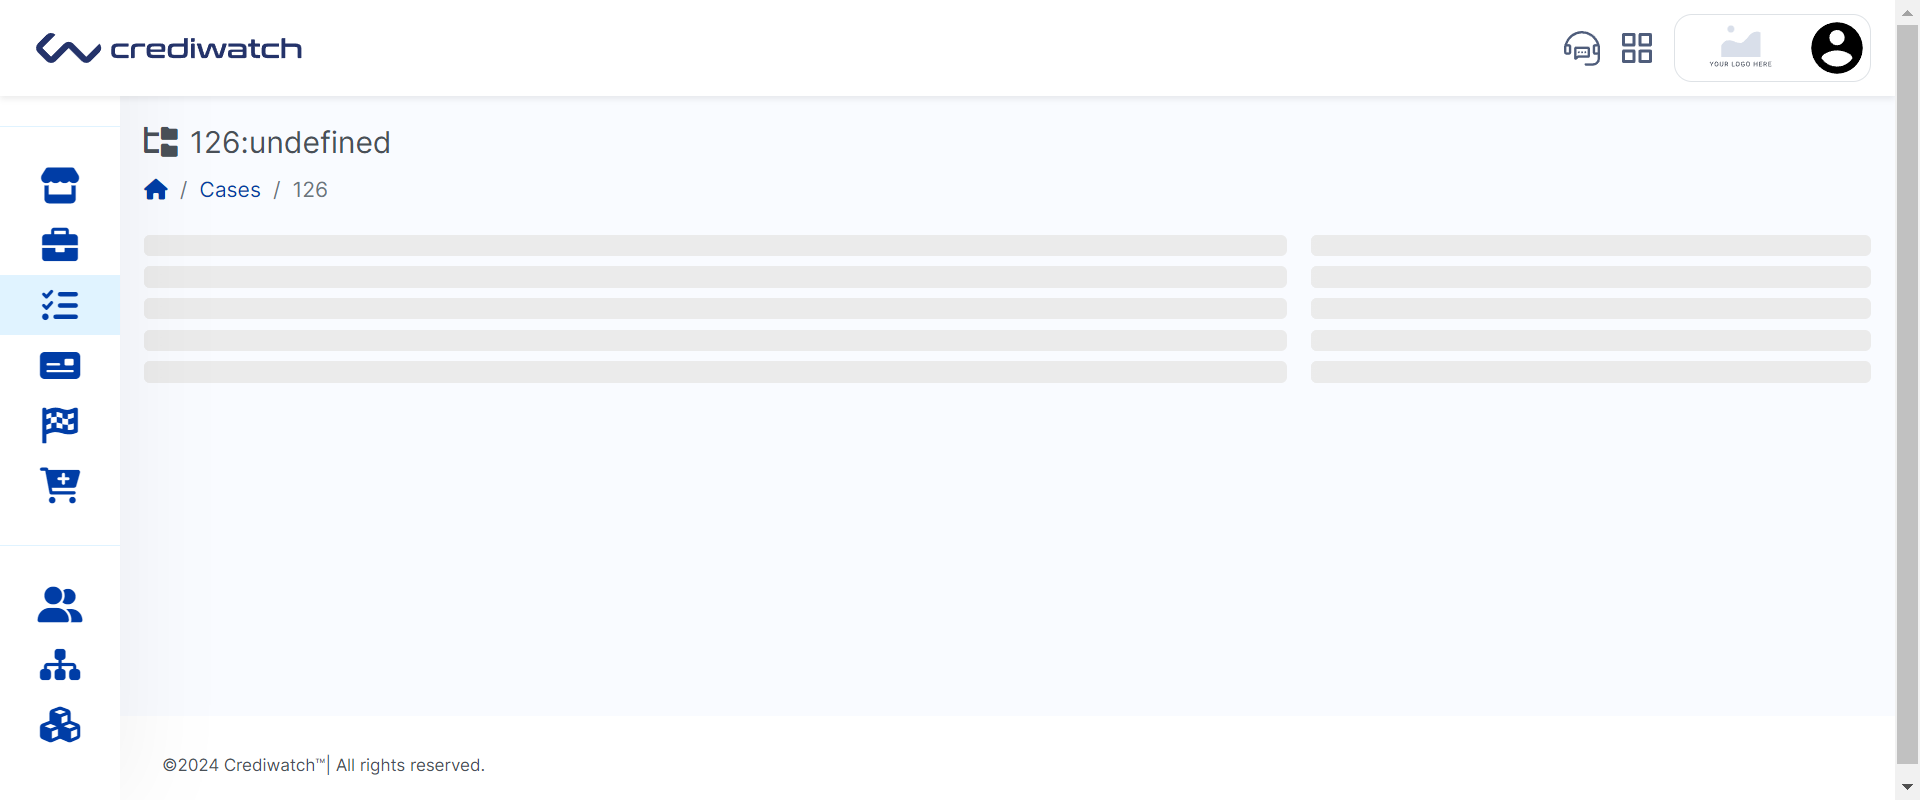 crediwatch
YOUR LOGO HERE
126:undefined
/ Cases / 126
©2024 Crediwatch™| All rights reserved.